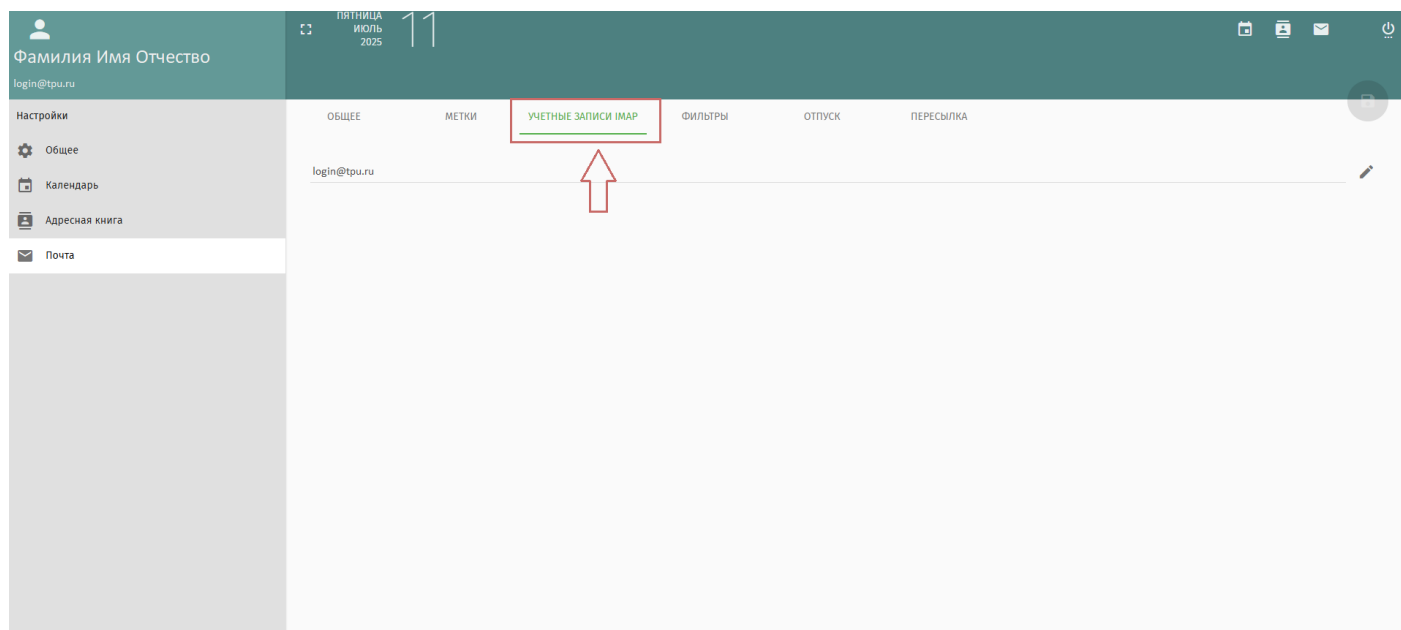 Фамилия Имя Отчество
login@tpu.ru
ПЯТНИЦА
ИЮЛЬ
2025
11
Настройки
Общее
Календарь
Адресная книга
Почта
ОБЩЕЕ МЕТКИ УЧЕТНЫЕ ЗАПИСИ IMAP ФИЛЬТРЫ ОТПУСК ПЕРЕСЫЛКА
login@tpu.ru